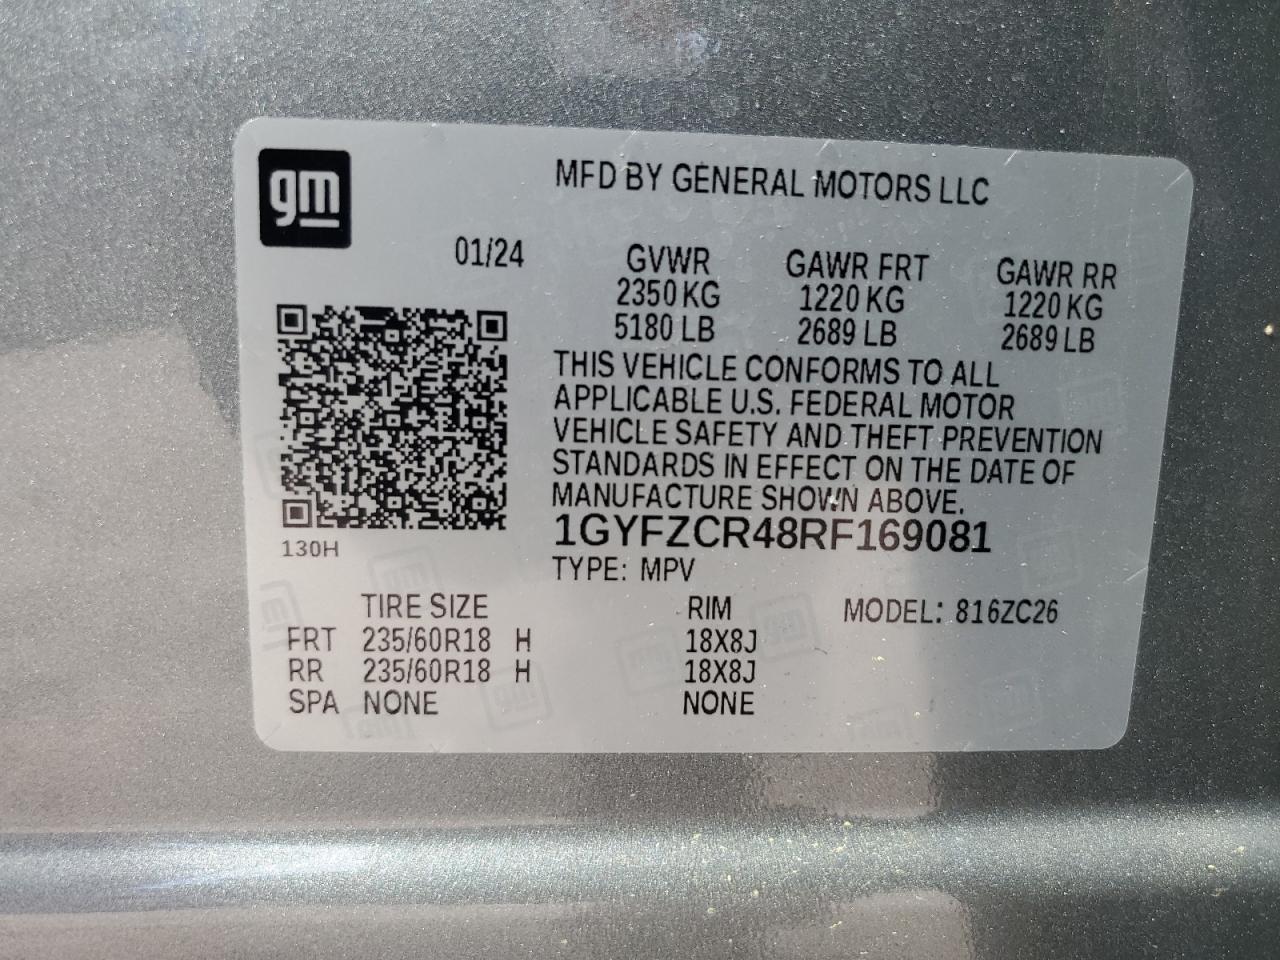 gm
MFD BY GENERAL MOTORS LLC
01/24 GVWR GAWR FRT GAWR RR
2350 KG 1220 KG 1220 KG
5180 LB 2689 LB 2689 LB
THIS VEHICLE CONFORMS TO ALL
APPLICABLE U.S. FEDERAL MOTOR
VEHICLE SAFETY AND THEFT PREVENTION
STANDARDS IN EFFECT ON THE DATE OF
MANUFACTURE SHOWN ABOVE.
1GYFZCR48RF169081
130H
TYPE: MPV
TIRE SIZE RIM MODEL: 816ZC26
FRT 235/60R18 H 18X8J
RR 235/60R18 H 18X8J
SPA NONE NONE